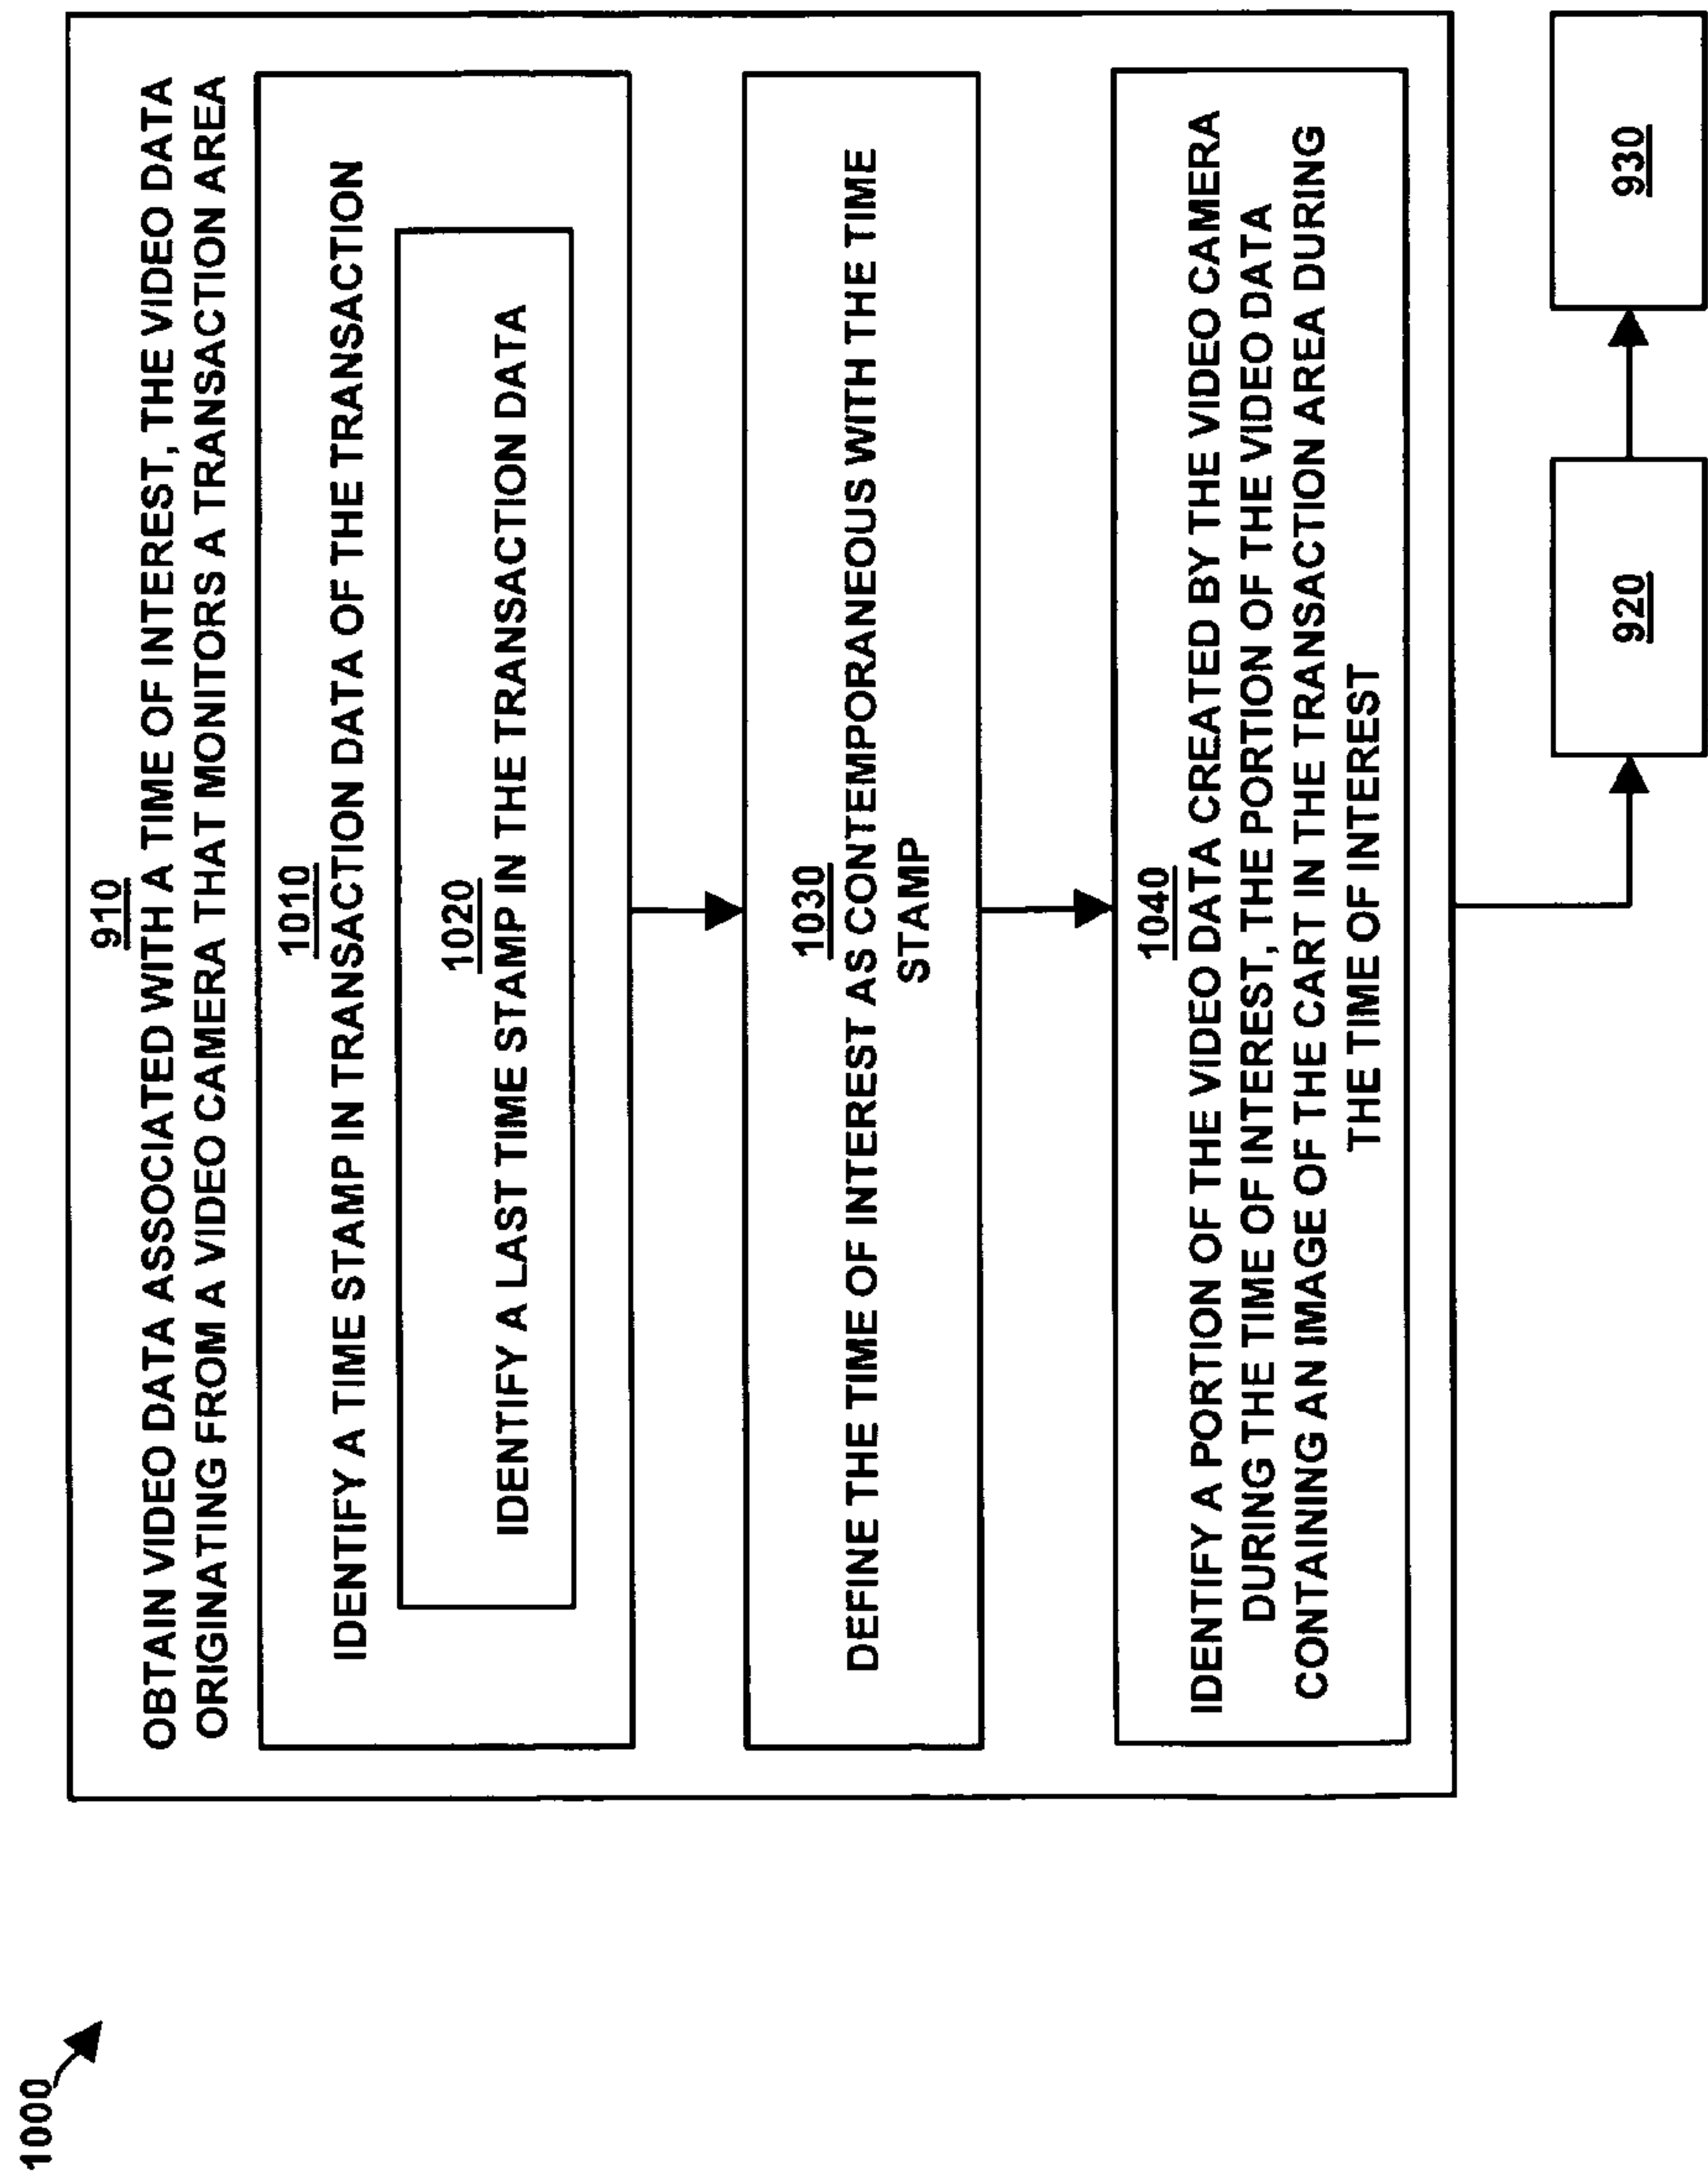 1000
910
OBTAIN VIDEO DATA ASSOCIATED WITH A TIME OF INTEREST, THE VIDEO DATA
ORIGINATING FROM A VIDEO CAMERA THAT MONITORS A TRANSACTION AREA
1010
IDENTIFY A TIME STAMP IN TRANSACTION DATA OF THE TRANSACTION
1020
IDENTIFY A LAST TIME STAMP IN THE TRANSACTION DATA
1030
DEFINE THE TIME OF INTEREST AS CONTEMPORANEOUS WITH THE TIME
STAMP
1040
IDENTIFY A PORTION OF THE VIDEO DATA CREATED BY THE VIDEO CAMERA
DURING THE TIME OF INTEREST, THE PORTION OF THE VIDEO DATA
CONTAINING AN IMAGE OF THE CART IN THE TRANSACTION AREA DURING
THE TIME OF INTEREST
920
930